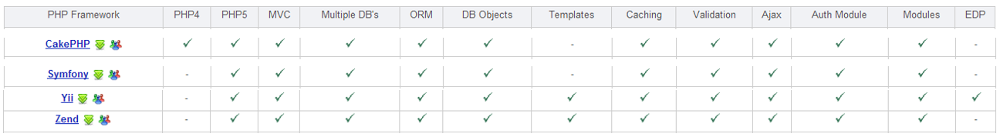 PHP Framework PHP4 PHP5 MVC Multiple DB's ORM DB Objects Templates Caching Validation Ajax Auth Module Modules EDP
CakePHP ✓ ✓ ✓ ✓ ✓ ✓ - ✓ ✓ ✓ ✓ ✓ -
Symfony - ✓ ✓ ✓ ✓ ✓ - ✓ ✓ ✓ ✓ ✓ -
Yii - ✓ ✓ ✓ ✓ ✓ ✓ ✓ ✓ ✓ ✓ ✓ ✓
Zend - ✓ ✓ ✓ ✓ ✓ ✓ ✓ ✓ ✓ ✓ ✓ -